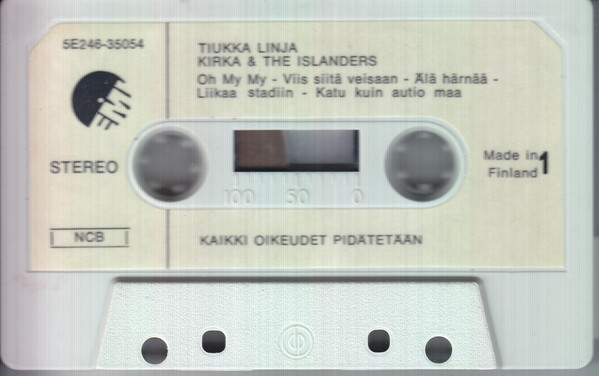 5E246-35054
TIUKKA LINJA
KIRKA & THE ISLANDERS
Oh My My - Viis siitä veisaan - Älä härnää -
Liikaa stadiin - Katu kuin autio maa
EMI
STEREO
Made in
Finland
1
100 50 0
NCB
KAIKKI OIKEUDET PIDÄTETÄÄN